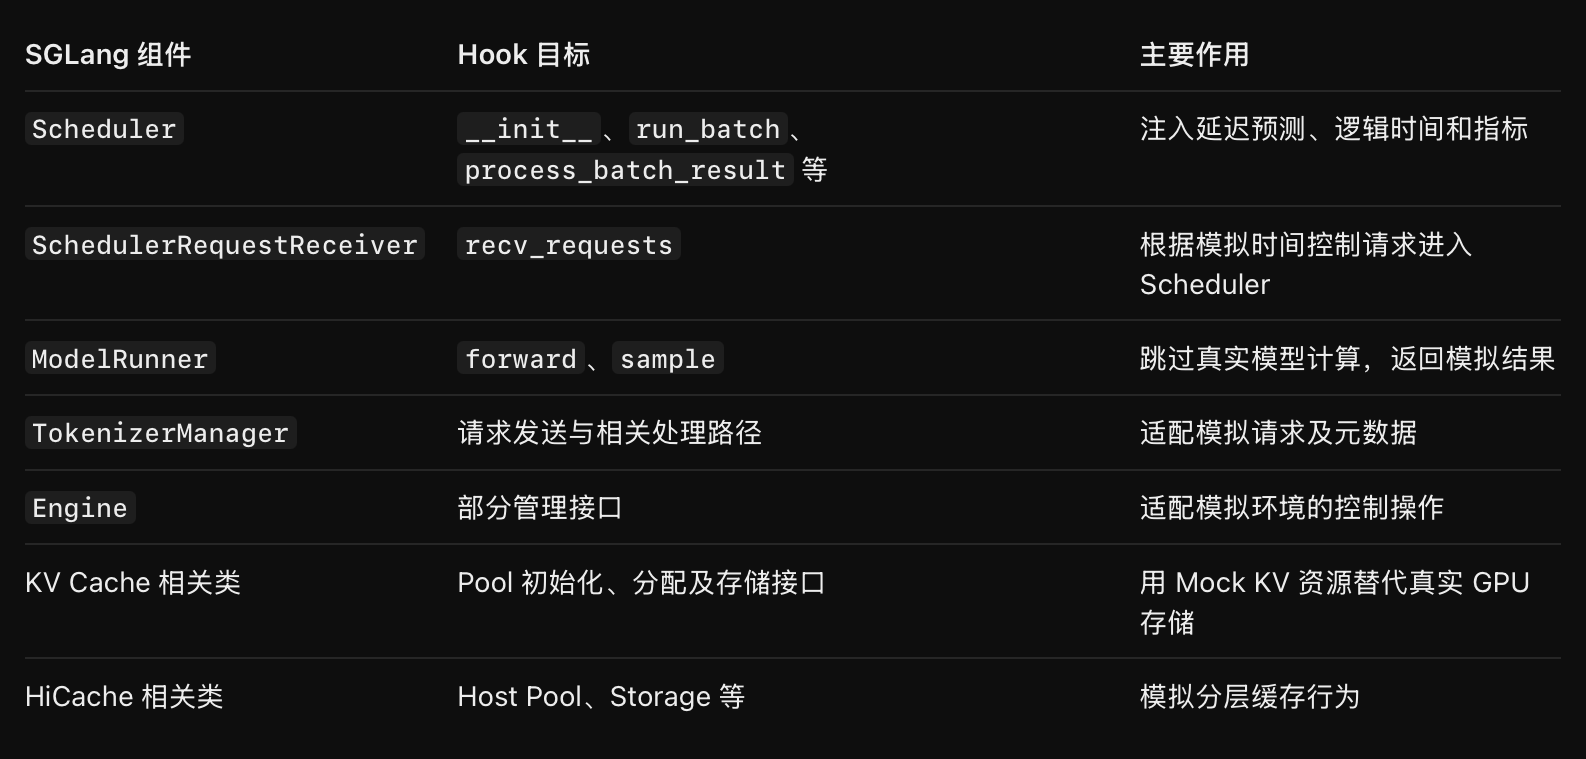 SGLang 组件 Hook 目标 主要作用
Scheduler __init__、run_batch、 注入延迟预测、逻辑时间和指标
process_batch_result 等
SchedulerRequestReceiver recv_requests 根据模拟时间控制请求进入
Scheduler
ModelRunner forward、sample 跳过真实模型计算，返回模拟结果
TokenizerManager 请求发送与相关处理路径 适配模拟请求及元数据
Engine 部分管理接口 适配模拟环境的控制操作
KV Cache 相关类 Pool 初始化、分配及存储接口 用 Mock KV 资源替代真实 GPU
存储
HiCache 相关类 Host Pool、Storage 等 模拟分层缓存行为